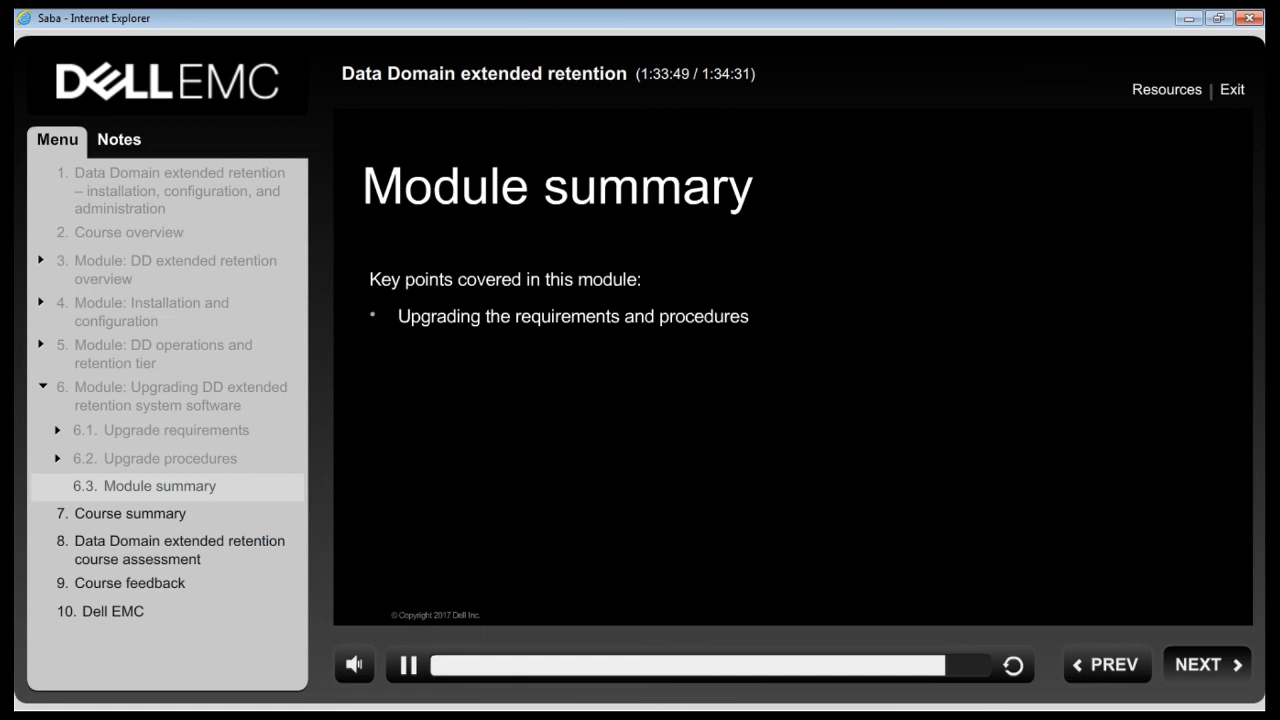 Saba - Internet Explorer
DELLEMC
Data Domain extended retention (1:33:49 / 1:34:31)
Resources | Exit
Menu
Notes
1. Data Domain extended retention
– installation, configuration, and
administration
2. Course overview
3. Module: DD extended retention
overview
4. Module: Installation and
configuration
5. Module: DD operations and
retention tier
6. Module: Upgrading DD extended
retention system software
6.1. Upgrade requirements
6.2. Upgrade procedures
6.3. Module summary
7. Course summary
8. Data Domain extended retention
course assessment
9. Course feedback
10. Dell EMC
Module summary
Key points covered in this module:
• Upgrading the requirements and procedures
© Copyright 2017 Dell Inc.
PREV
NEXT